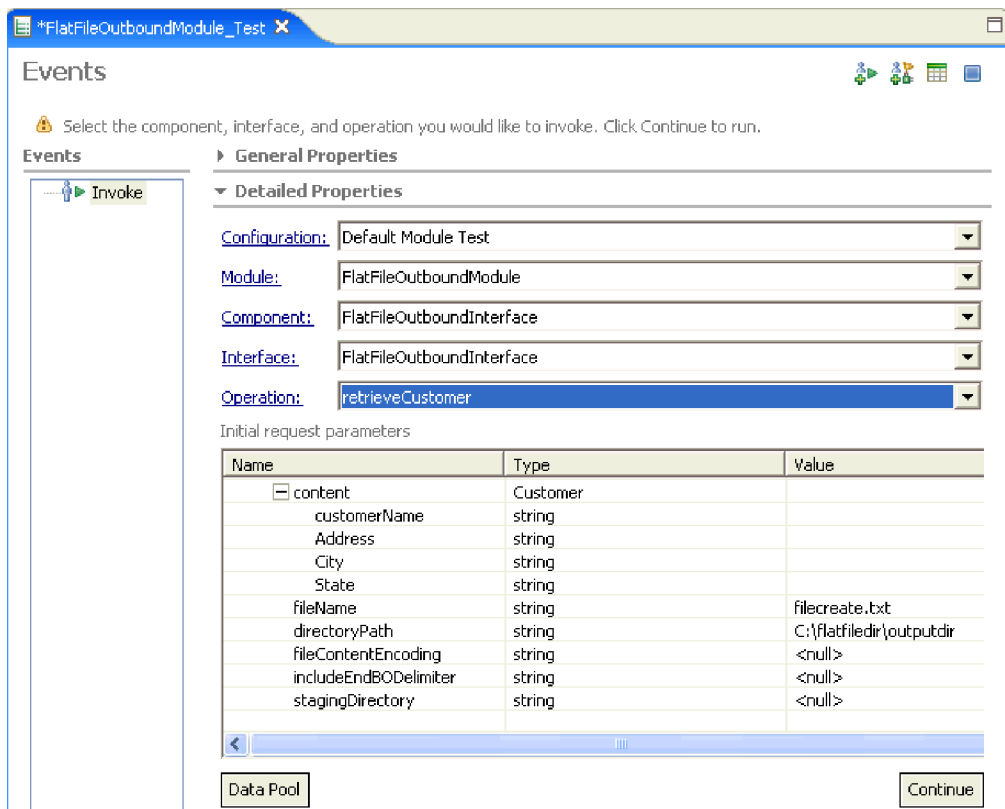 *FlatFileOutboundModule_Test
Events
Select the component, interface, and operation you would like to invoke. Click Continue to run.
Events
General Properties
Invoke
Detailed Properties
Configuration: Default Module Test
Module: FlatFileOutboundModule
Component: FlatFileOutboundInterface
Interface: FlatFileOutboundInterface
Operation: retrieveCustomer
Initial request parameters
Name Type Value
content Customer
customerName string
Address string
City string
State string
fileName string filecreate.txt
directoryPath string C:\flatfiledir\outputdir
fileContentEncoding string <null>
includeEndBODelimiter string <null>
stagingDirectory string <null>
Data Pool Continue